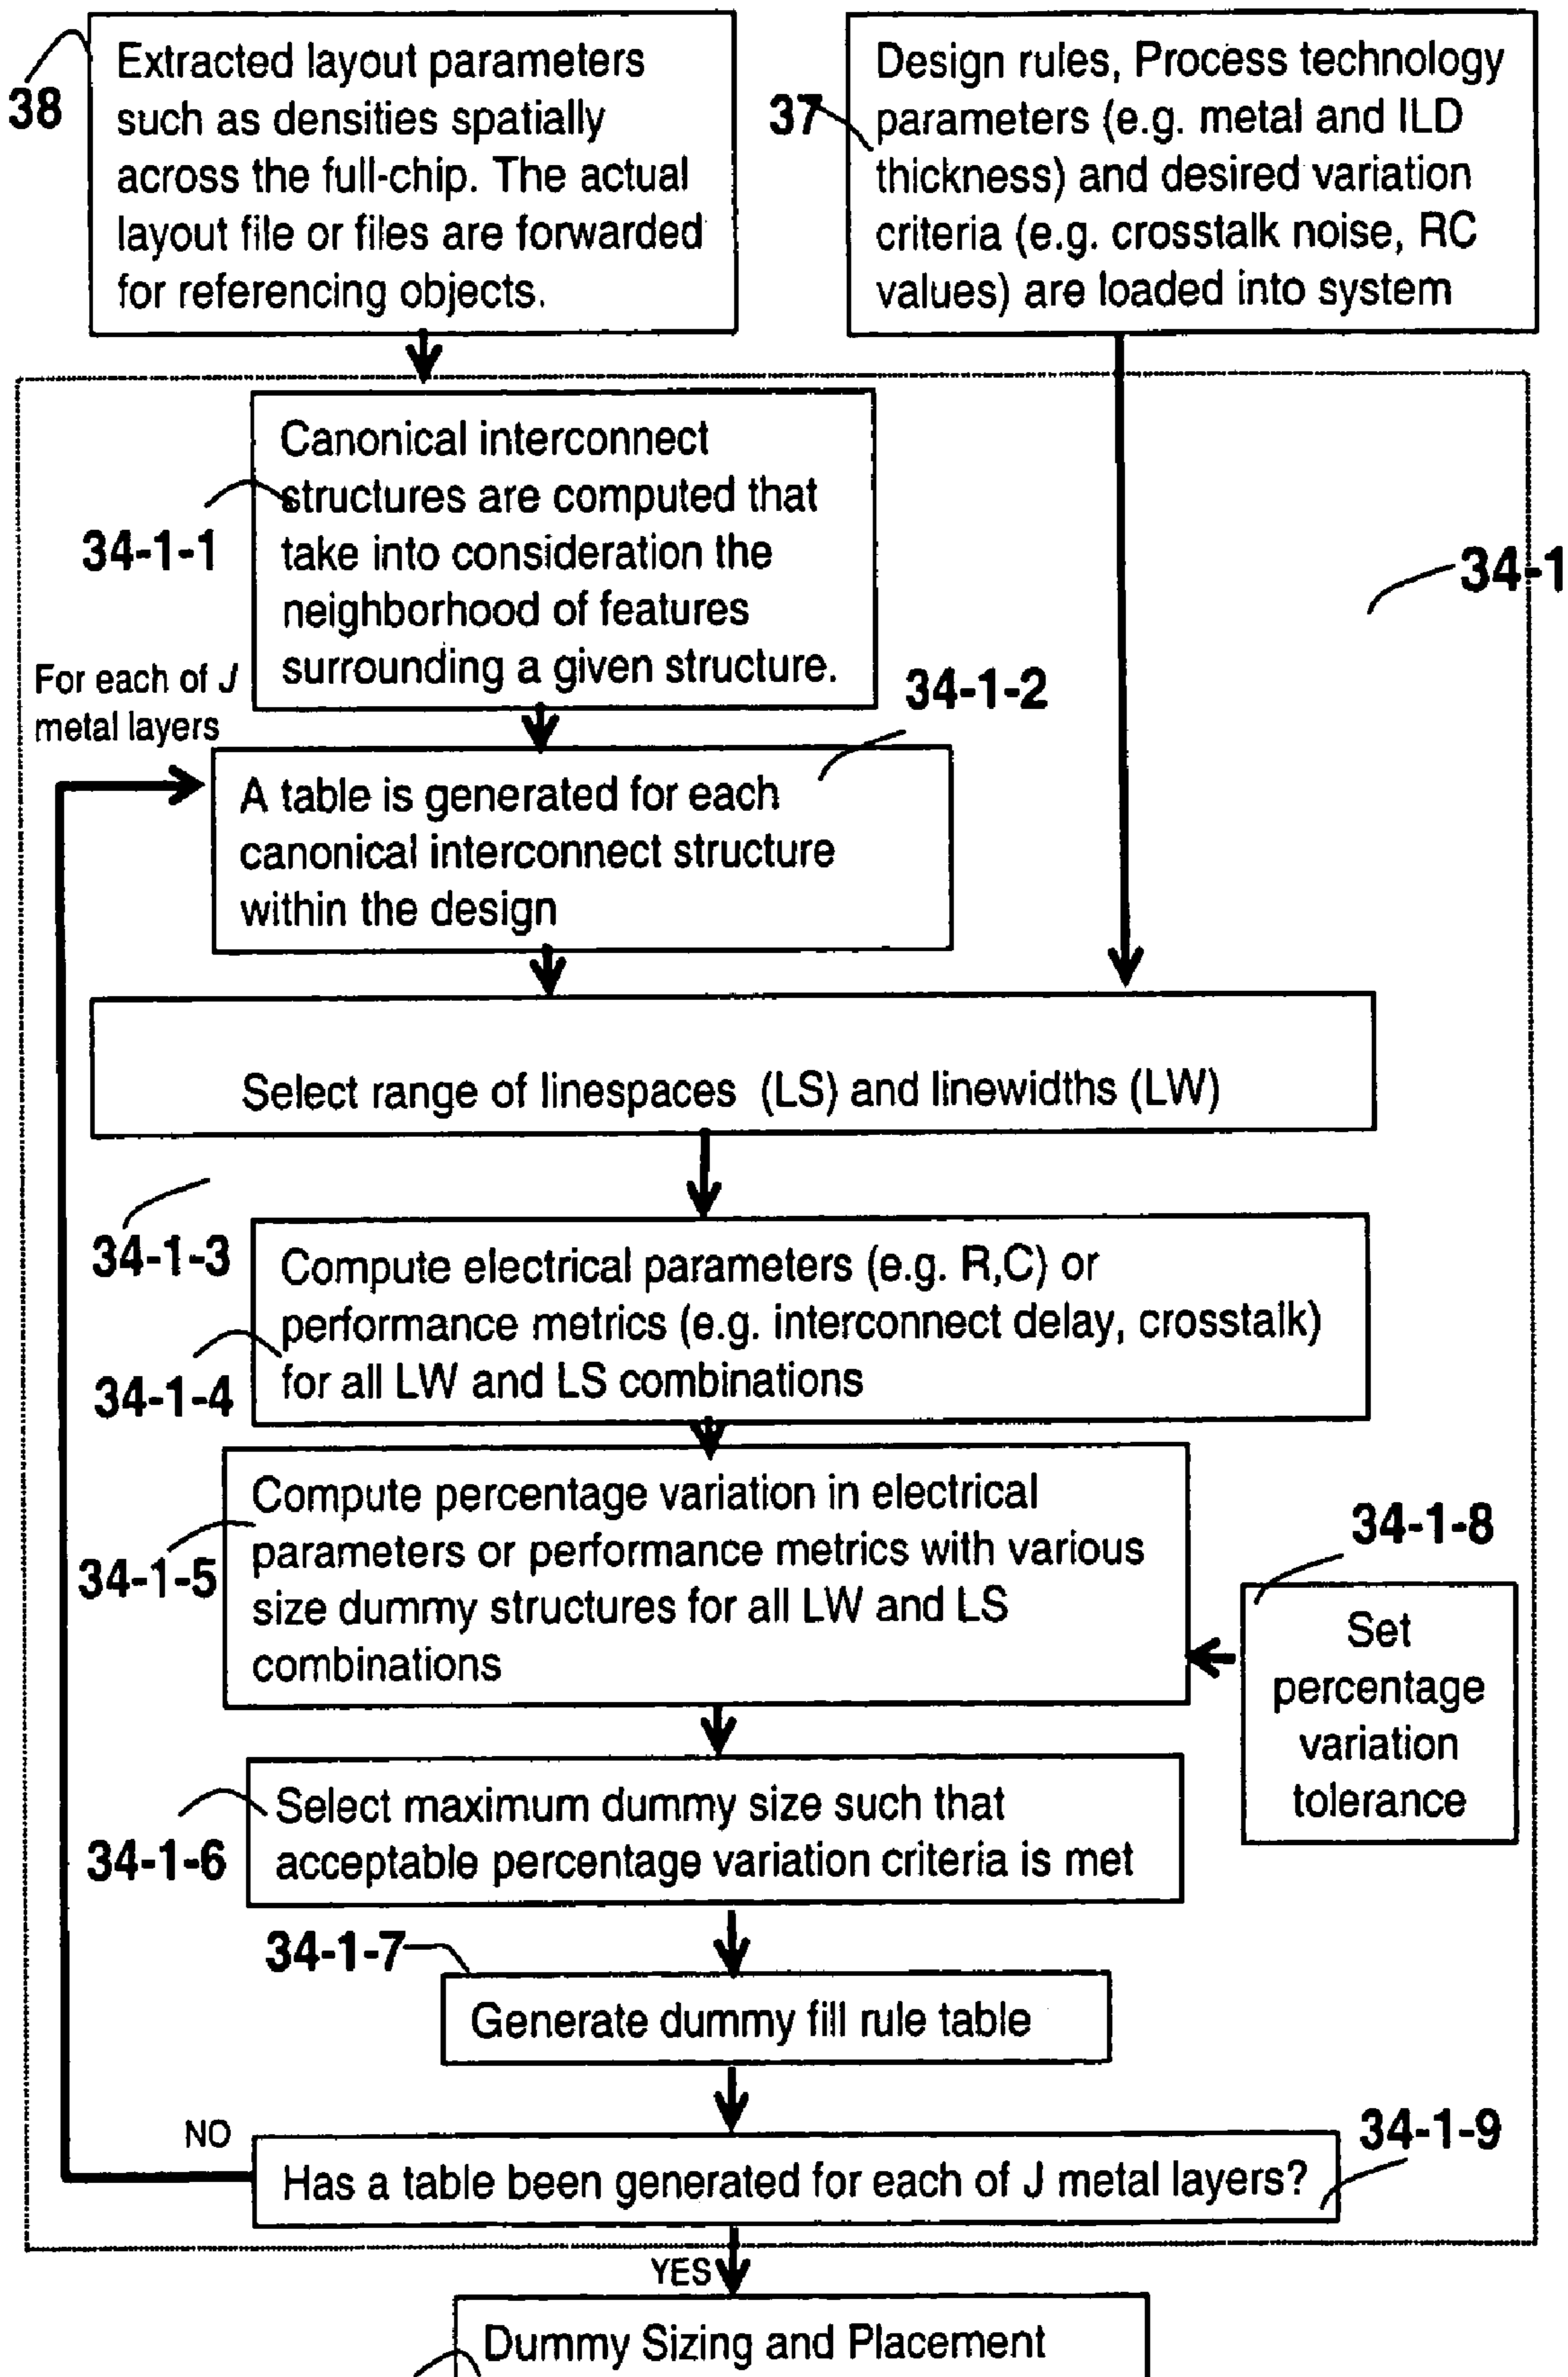 38
Extracted layout parameters
such as densities spatially
across the full-chip. The actual
layout file or files are forwarded
for referencing objects.
37
Design rules, Process technology
parameters (e.g. metal and ILD
thickness) and desired variation
criteria (e.g. crosstalk noise, RC
values) are loaded into system
34-1
34-1-1
Canonical interconnect
structures are computed that
take into consideration the
neighborhood of features
surrounding a given structure.
For each of J
metal layers
34-1-2
A table is generated for each
canonical interconnect structure
within the design
Select range of linespaces (LS) and linewidths (LW)
34-1-3
Compute electrical parameters (e.g. R,C) or
performance metrics (e.g. interconnect delay, crosstalk)
for all LW and LS combinations
34-1-4
Compute percentage variation in electrical
parameters or performance metrics with various
size dummy structures for all LW and LS
combinations
34-1-5
34-1-8
Set
percentage
variation
tolerance
Select maximum dummy size such that
acceptable percentage variation criteria is met
34-1-6
34-1-7
Generate dummy fill rule table
NO
34-1-9
Has a table been generated for each of J metal layers?
YES
Dummy Sizing and Placement